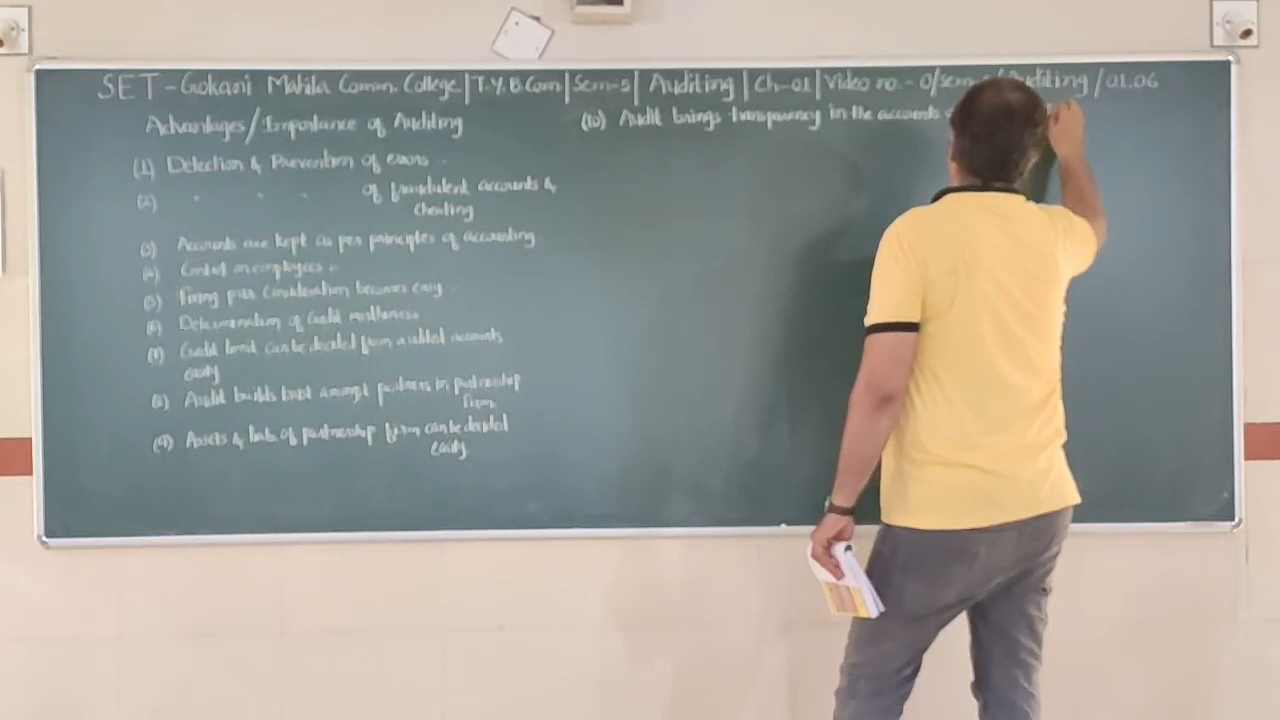 SET - Gokani Mahila Comm. College | T.Y.B Com | Sem-5 | Auditing | Ch-01 | Video no. - 0/Sem-5/Auditing/01.06
Advantages/Importance of Auditing
(1) Detection & Prevention of errors
(2) " " " of fraudulent accounts &
cheating
(3) Accounts are kept as per principles of accounting
(4) Control on employees
(5) Fixing pur. Consideration becomes easy
(6) Determination of Credit worthiness
(7) Credit limit can be decided from audited accounts
easily
(8) Audit builds trust amongst partners in partnership
firm
(9) Assets & liab. of partnership firm can be decided
easily
(10) Audit brings transparency in the accounts